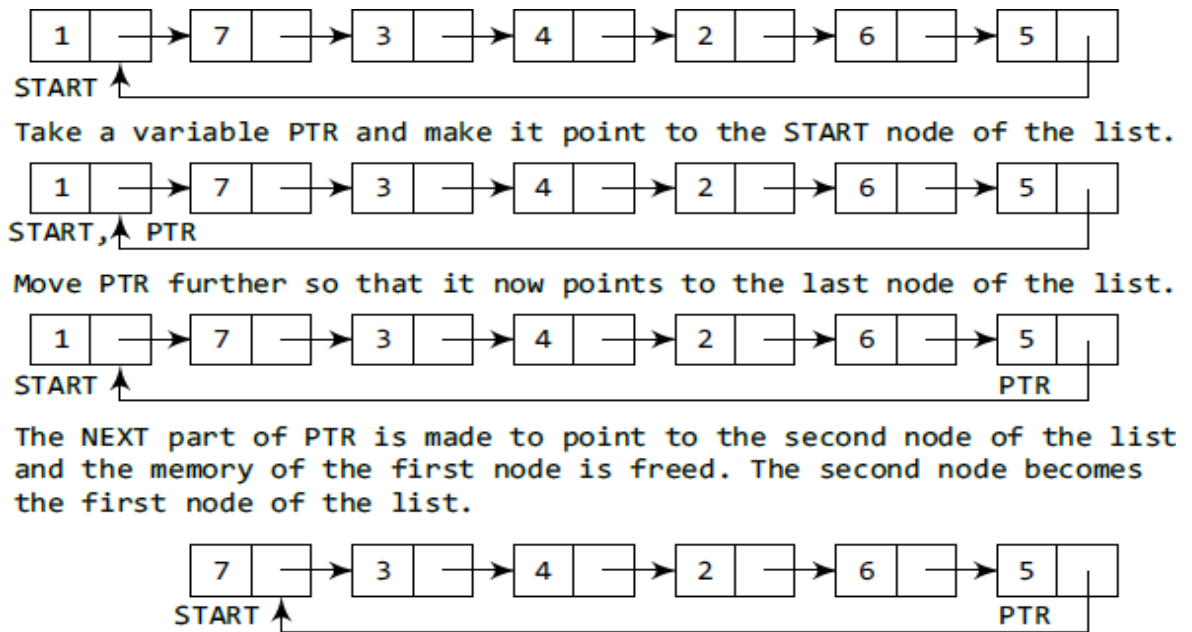 1 7 3 4 2 6 5
START
Take a variable PTR and make it point to the START node of the list.
1 7 3 4 2 6 5
START, PTR
Move PTR further so that it now points to the last node of the list.
1 7 3 4 2 6 5
START PTR
The NEXT part of PTR is made to point to the second node of the list
and the memory of the first node is freed. The second node becomes
the first node of the list.
7 3 4 2 6 5
START PTR